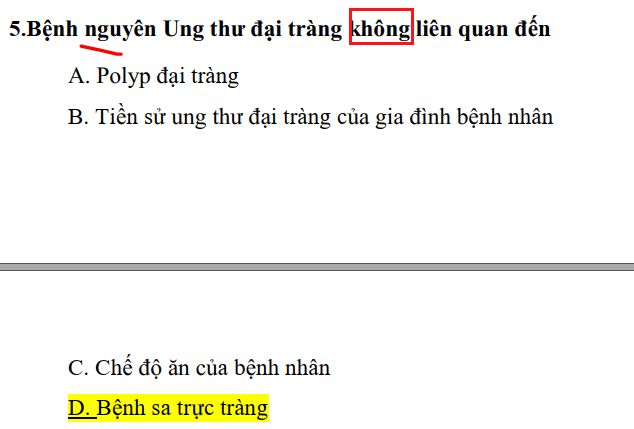 5.Bệnh nguyên Ung thư đại tràng không liên quan đến
A. Polyp đại tràng
B. Tiền sử ung thư đại tràng của gia đình bệnh nhân
C. Chế độ ăn của bệnh nhân
D. Bệnh sa trực tràng